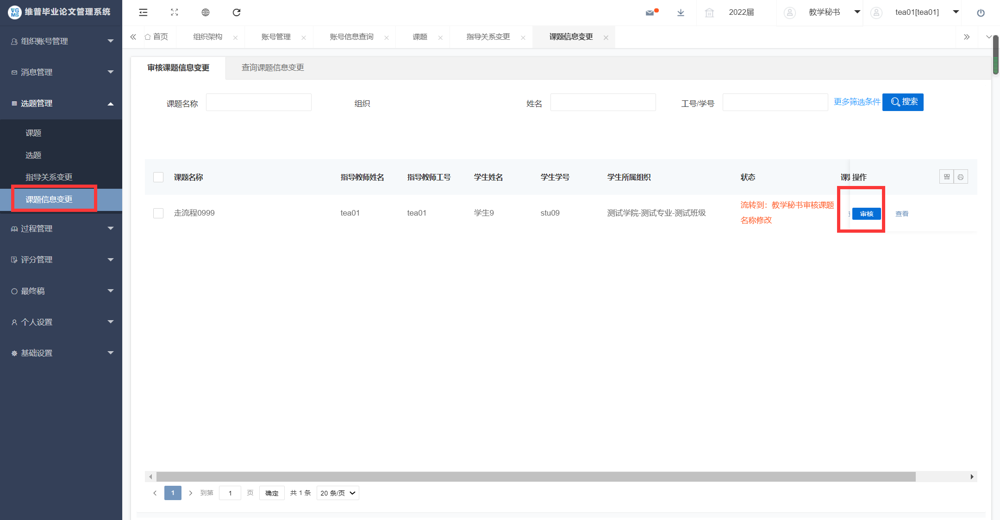 VG
MS
维普毕业论文管理系统
2022届
教学秘书
tea01[tea01]
组织账号管理
消息管理
选题管理
课题
选题
指导关系变更
课题信息变更
过程管理
评分管理
最终稿
个人设置
基础设置
首页
组织架构
账号管理
账号信息查询
课题
指导关系变更
课题信息变更
审核课题信息变更
查询课题信息变更
课题名称
组织
姓名
工号/学号
更多筛选条件
搜索
课题名称
指导教师姓名
指导教师工号
学生姓名
学生学号
学生所属组织
状态
操作
走流程0999
tea01
tea01
学生9
stu09
测试学院-测试专业-测试班级
流转到：教学秘书审核课题
名称修改
审核
查看
1
到第
1
页
确定
共 1 条
20 条/页